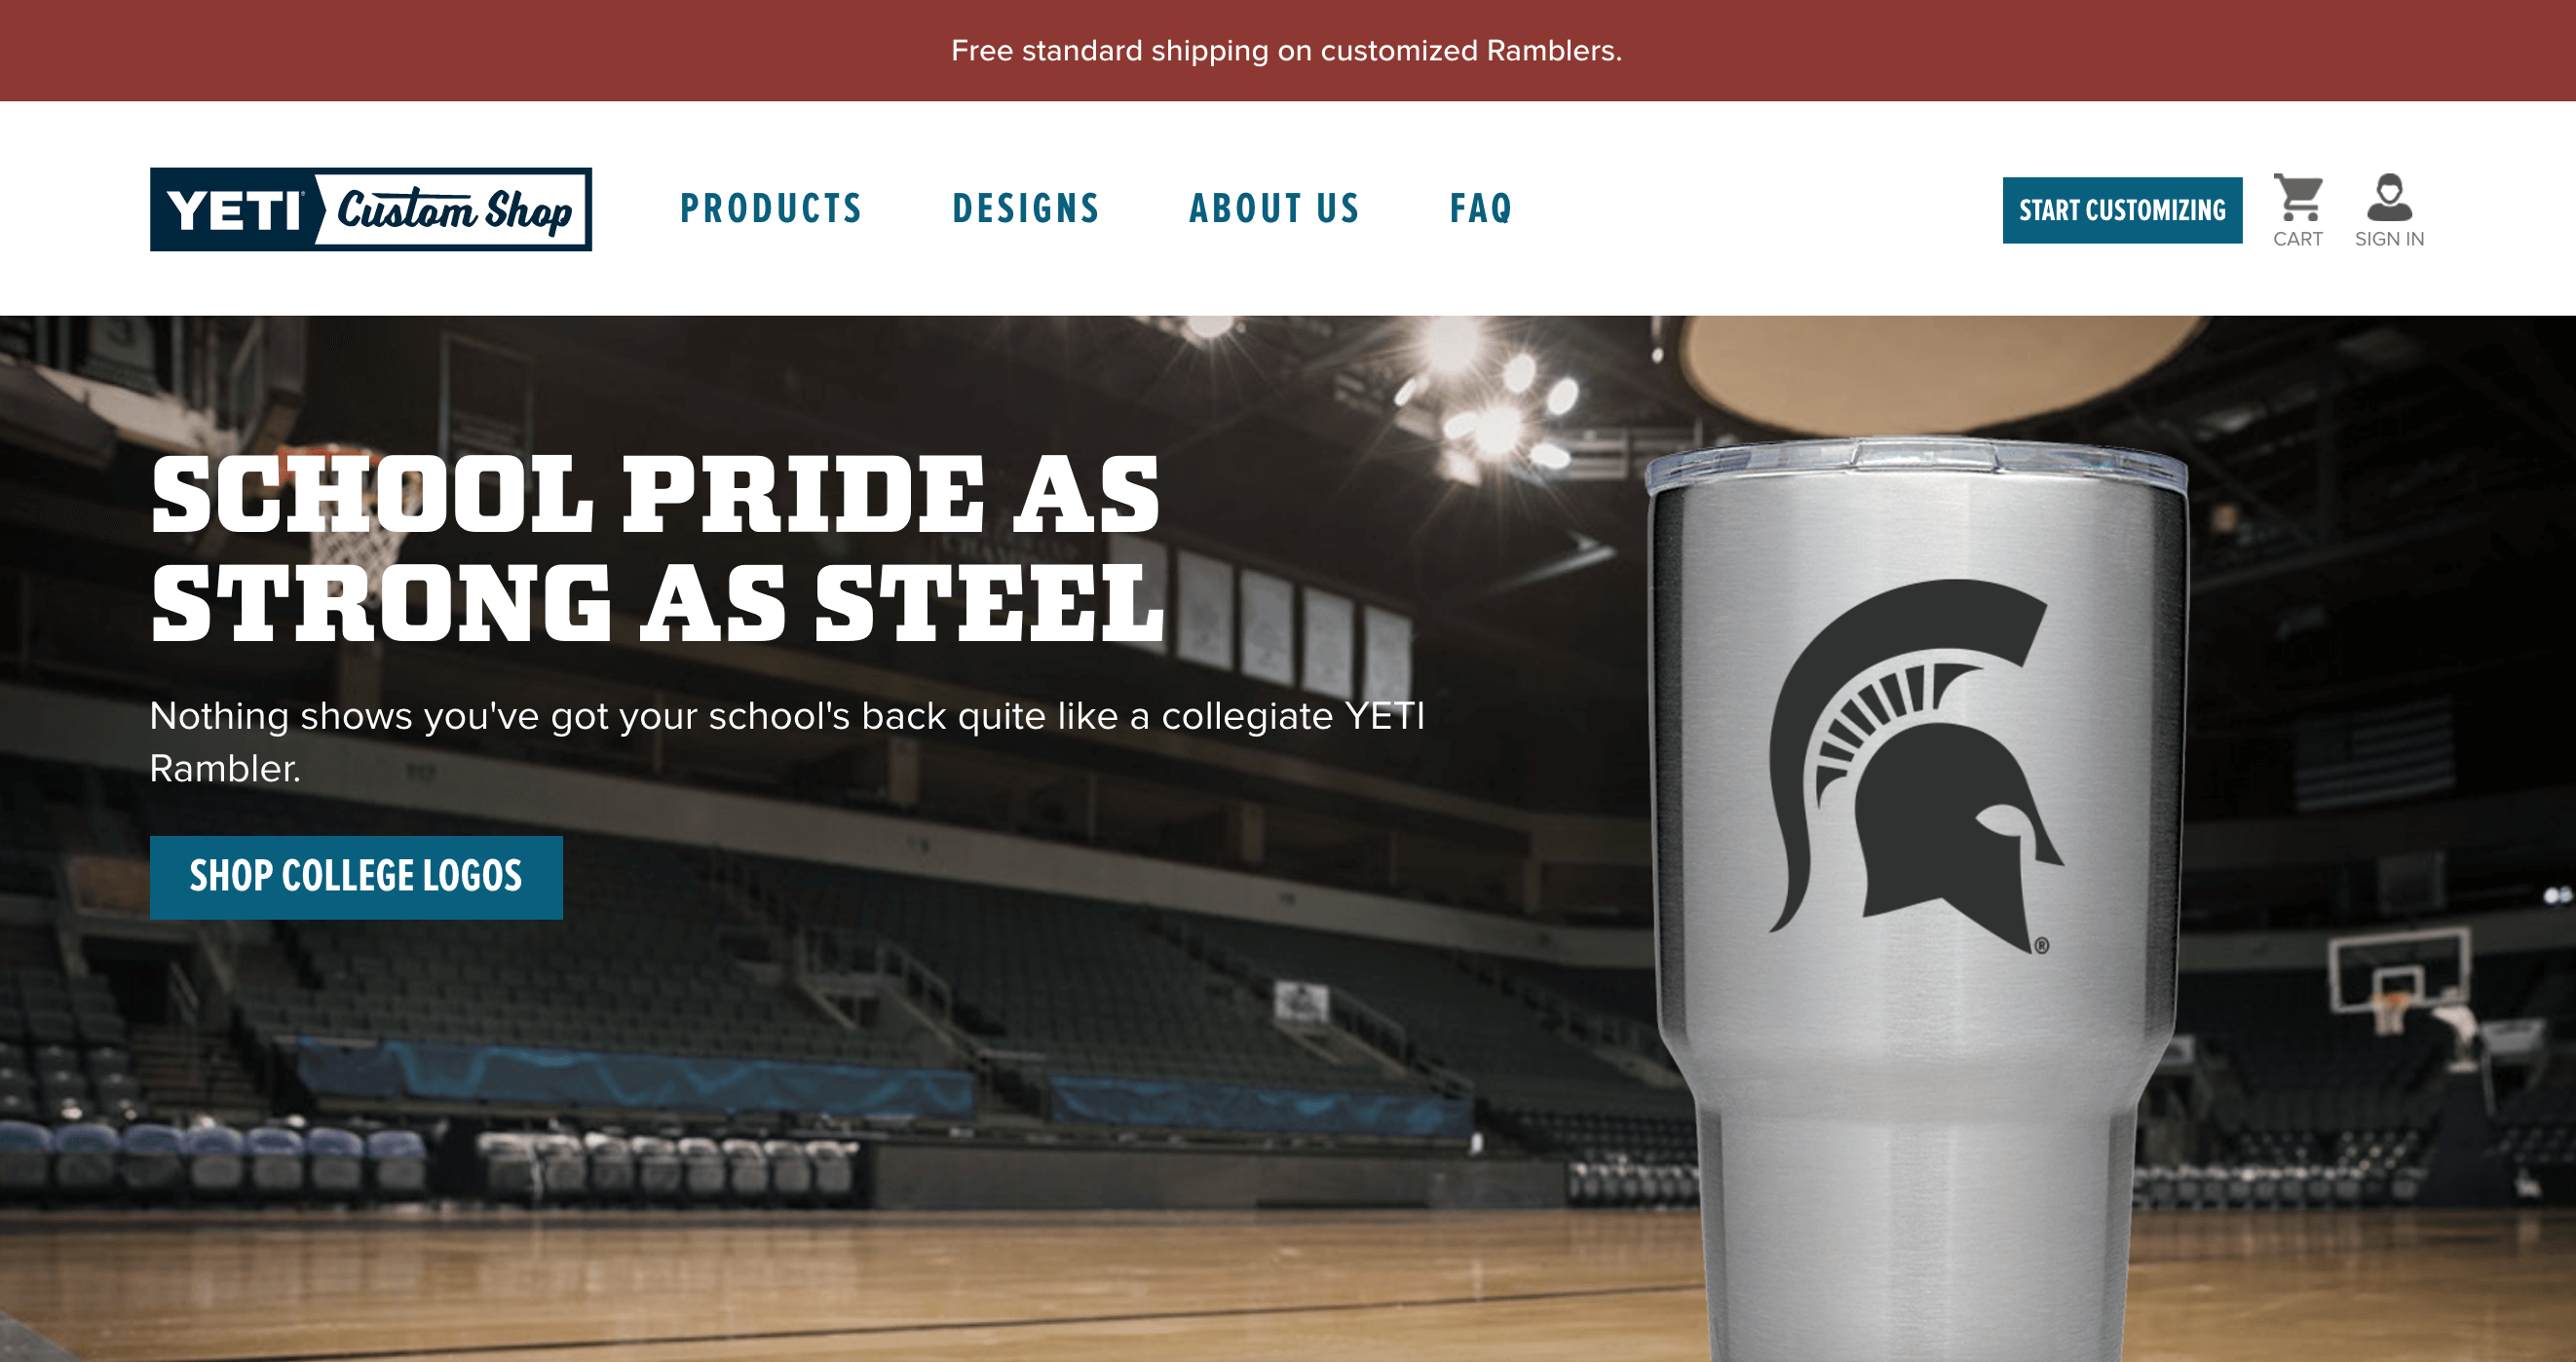 Free standard shipping on customized Ramblers.
YETI Custom Shop
PRODUCTS DESIGNS ABOUT US FAQ
START CUSTOMIZING
CART SIGN IN
SCHOOL PRIDE AS
STRONG AS STEEL
Nothing shows you've got your school's back quite like a collegiate YETI
Rambler.
SHOP COLLEGE LOGOS
®